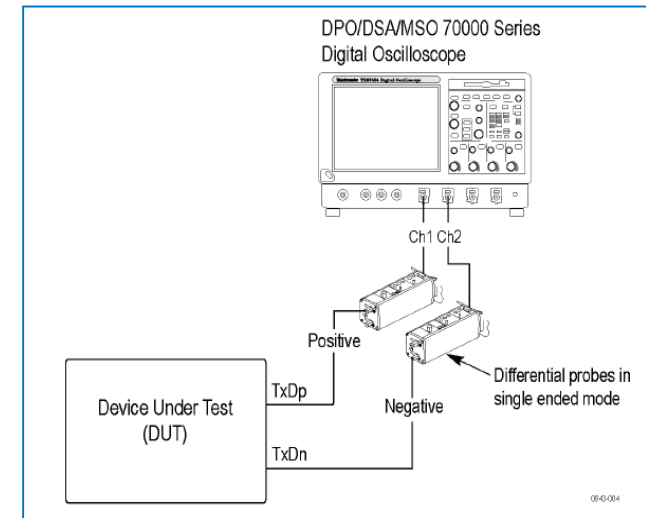 DPO/DSA/MSO 70000 Series
Digital Oscilloscope
Ch1 Ch2
Positive
Differential probes in
single ended mode
TxDp
Negative
Device Under Test
(DUT)
TxDn
0843-004